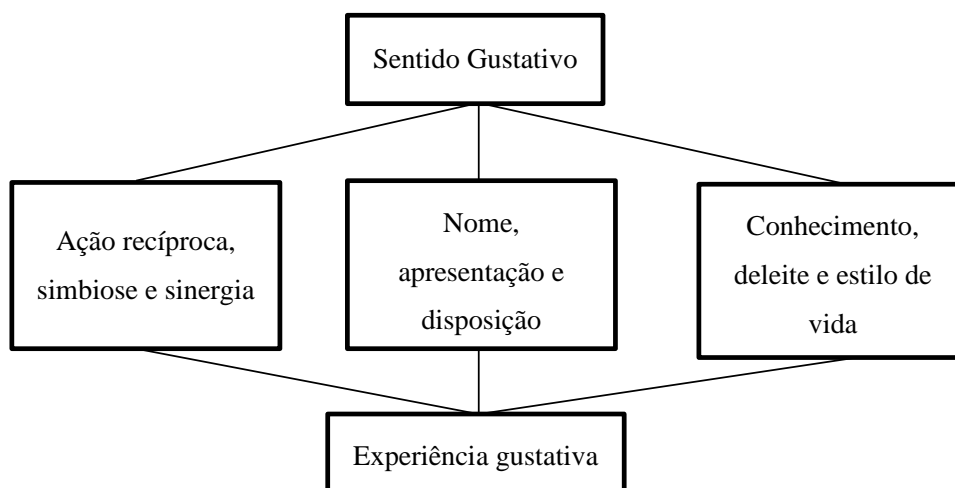 Sentido Gustativo
Ação recíproca,
simbiose e sinergia
Nome,
apresentação e
disposição
Conhecimento,
deleite e estilo de
vida
Experiência gustativa